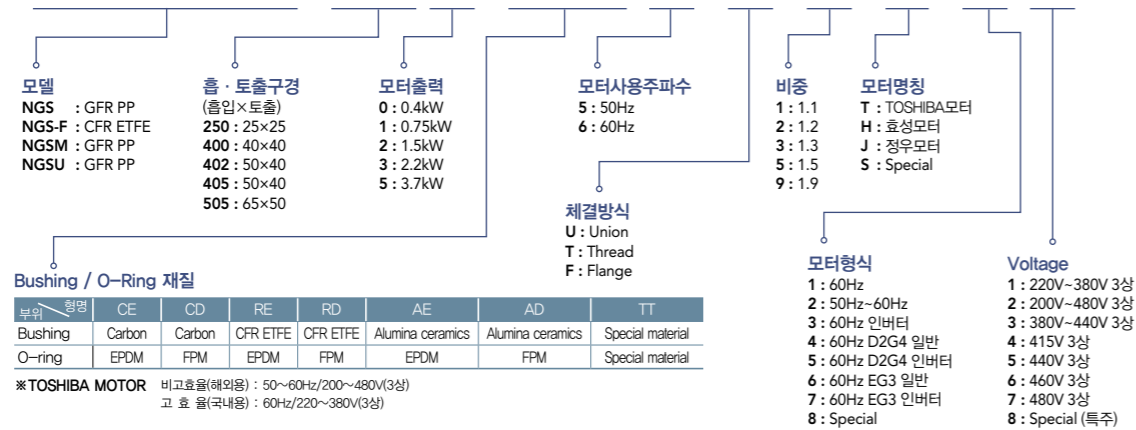 모델
NGS : GFR PP
NGS-F : CFR ETFE
NGSM : GFR PP
NGSU : GFR PP
흡 · 토출구경
(흡입×토출)
250 : 25×25
400 : 40×40
402 : 50×40
405 : 50×40
505 : 65×50
모터출력
0 : 0.4kW
1 : 0.75kW
2 : 1.5kW
3 : 2.2kW
5 : 3.7kW
모터사용주파수
5 : 50Hz
6 : 60Hz
비중
1 : 1.1
2 : 1.2
3 : 1.3
5 : 1.5
9 : 1.9
모터명칭
T : TOSHIBA모터
H : 효성모터
J : 정우모터
S : Special
체결방식
U : Union
T : Thread
F : Flange
Bushing / O-Ring 재질
부위 형명 CE CD RE RD AE AD TT
Bushing Carbon Carbon CFR ETFE CFR ETFE Alumina ceramics Alumina ceramics Special material
O-ring EPDM FPM EPDM FPM EPDM FPM Special material
※TOSHIBA MOTOR 비고효율(해외용) : 50~60Hz/200~480V(3상)
고 효 율(국내용) : 60Hz/220~380V(3상)
모터형식
1 : 60Hz
2 : 50Hz~60Hz
3 : 60Hz 인버터
4 : 60Hz D2G4 일반
5 : 60Hz D2G4 인버터
6 : 60Hz EG3 일반
7 : 60Hz EG3 인버터
8 : Special
Voltage
1 : 220V~380V 3상
2 : 200V~480V 3상
3 : 380V~440V 3상
4 : 415V 3상
5 : 440V 3상
6 : 460V 3상
7 : 480V 3상
8 : Special (특주)